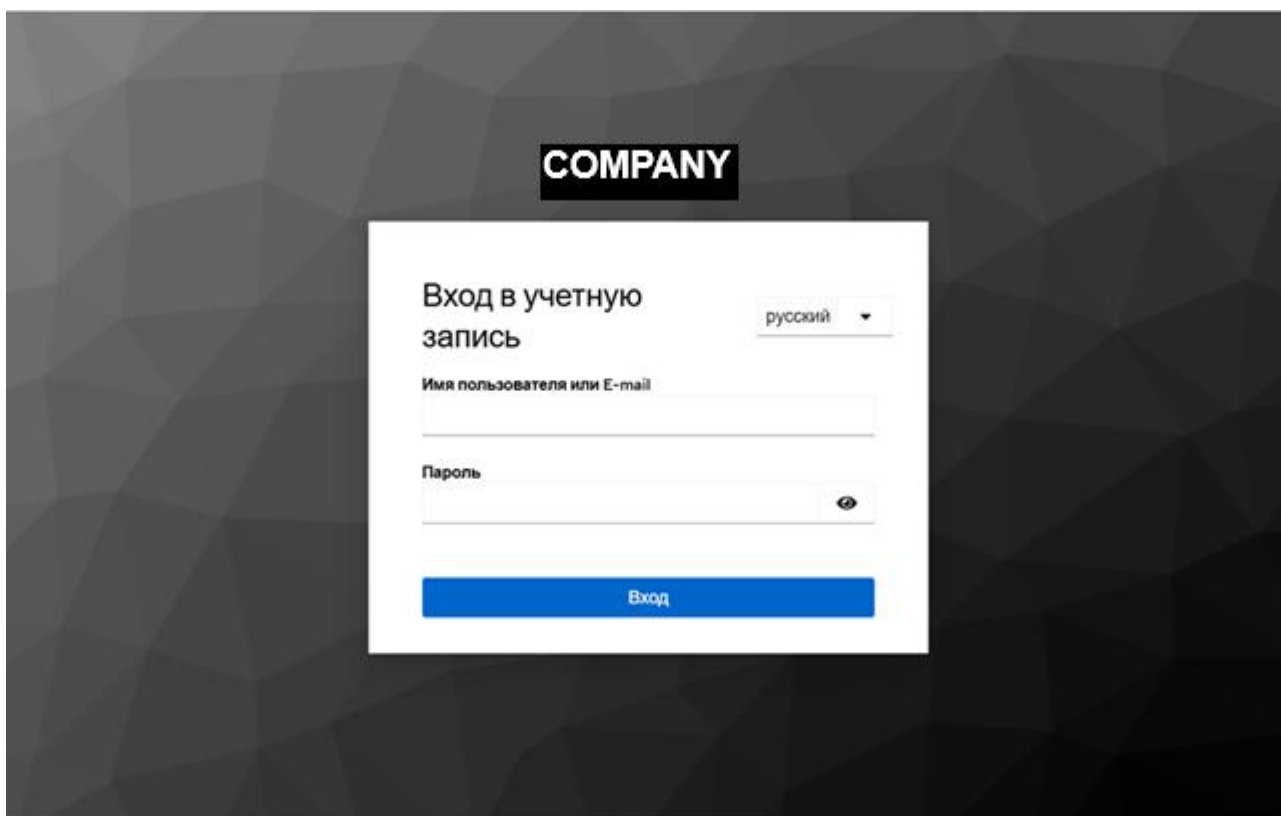 COMPANY
Вход в учетную
запись
русский
Имя пользователя или E-mail
Пароль
Вход